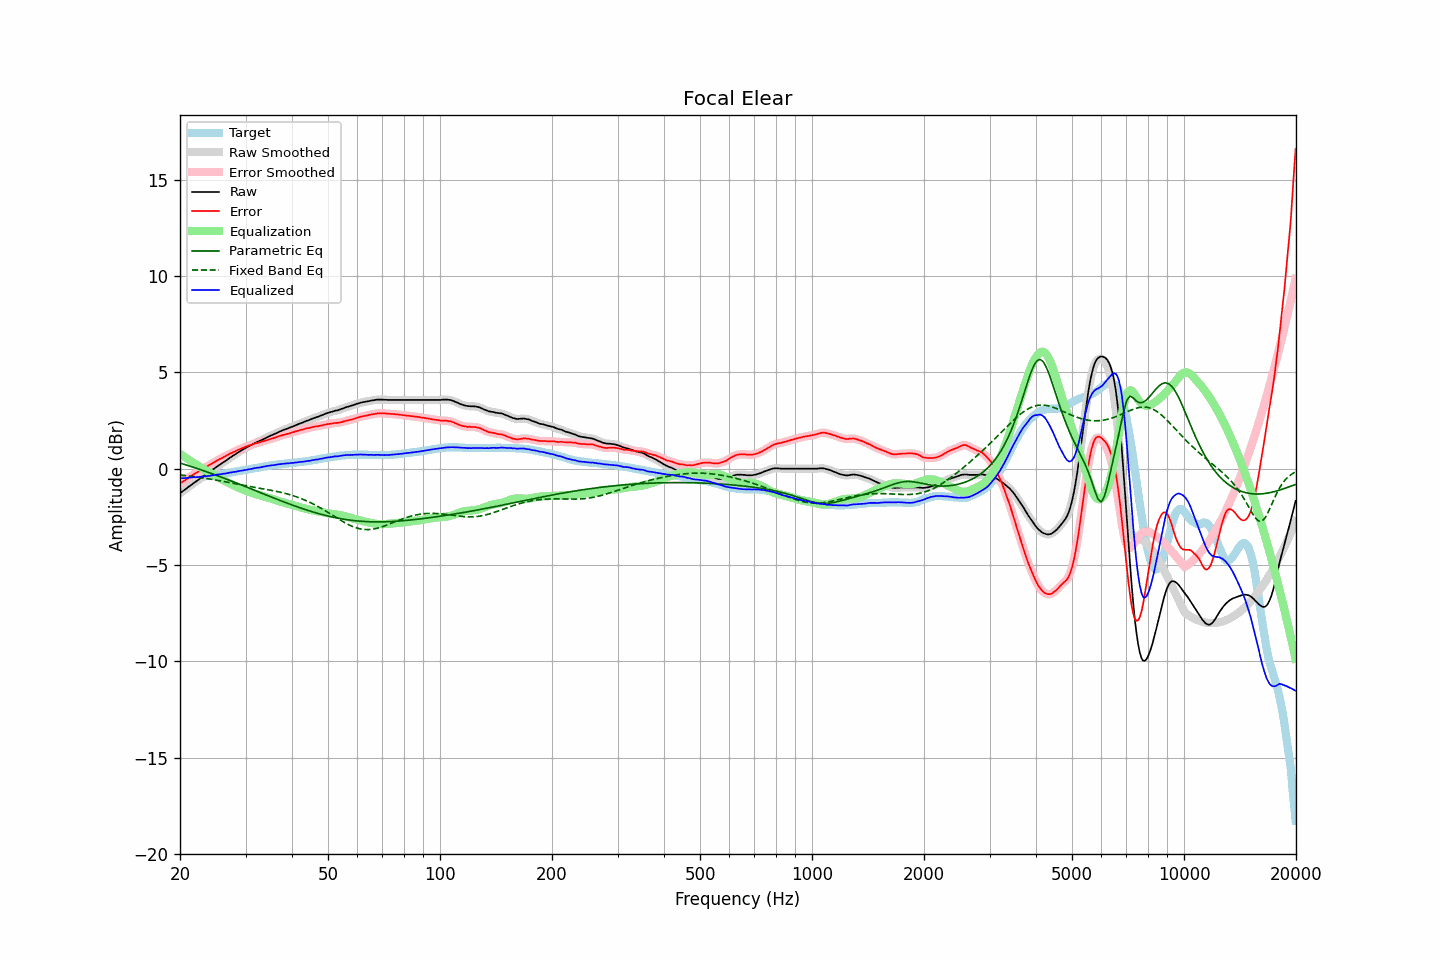 Focal Elear
Target
Raw Smoothed
Error Smoothed
Raw
Error
Equalization
Parametric Eq
Fixed Band Eq
Equalized
15
10
5
0
−5
−10
−15
−20
Amplitude (dBr)
20 50 100 200 500 1000 2000 5000 10000 20000
Frequency (Hz)